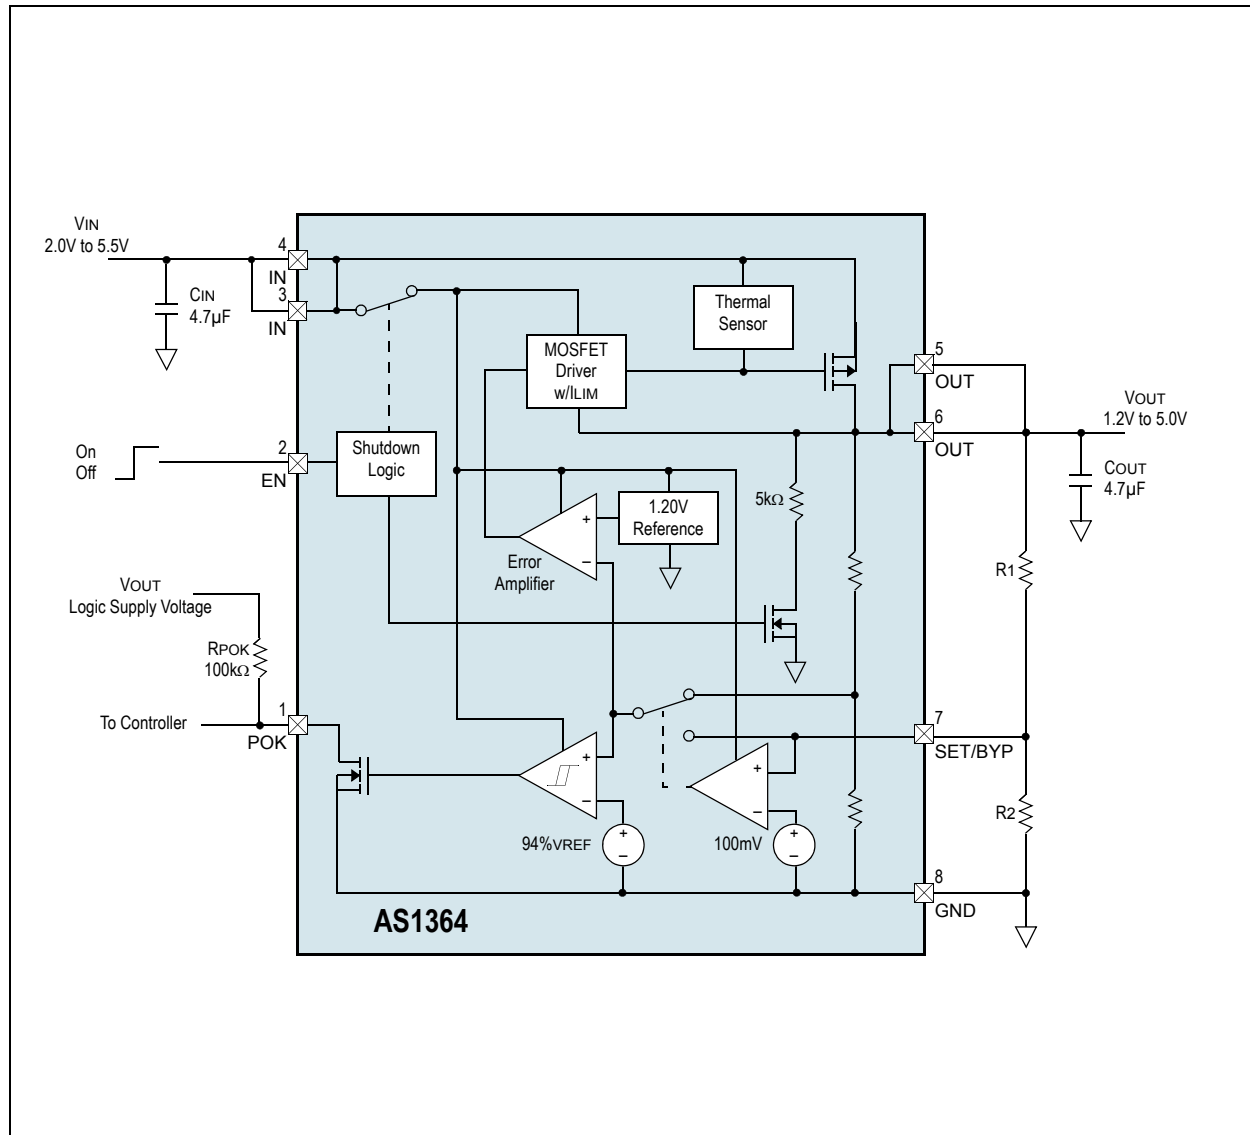 VIN
2.0V to 5.5V
4
IN
3
IN
CIN
4.7µF
Thermal
Sensor
MOSFET
Driver
w/ILIM
5
OUT
6
OUT
VOUT
1.2V to 5.0V
COUT
4.7µF
On
Off
2
EN
Shutdown
Logic
5kΩ
+
−
1.20V
Reference
Error
Amplifier
R1
VOUT
Logic Supply Voltage
RPOK
100kΩ
To Controller
1
POK
7
SET/BYP
+
−
+
−
94%VREF
+
−
100mV
+
−
R2
8
GND
AS1364